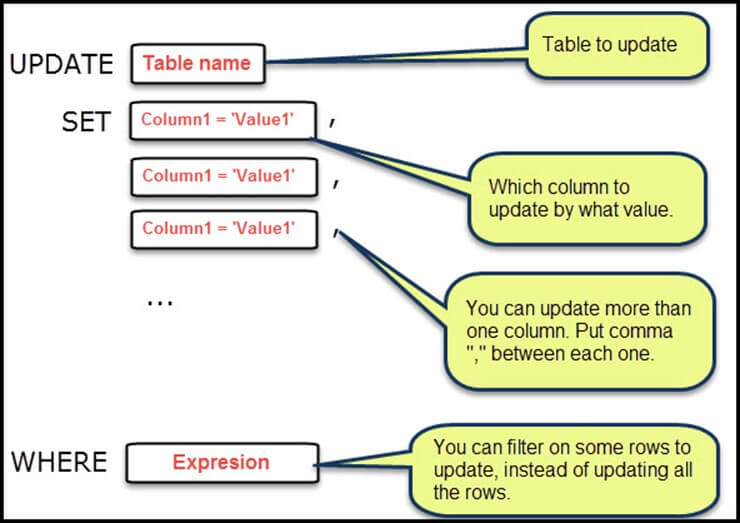 UPDATE Table name
Table to update
SET Column1 = 'Value1' ,
Column1 = 'Value1' ,
Column1 = 'Value1' ,
Which column to
update by what value.
...
You can update more than
one column. Put comma
"," between each one.
WHERE Expresion
You can filter on some rows to
update, instead of updating all
the rows.